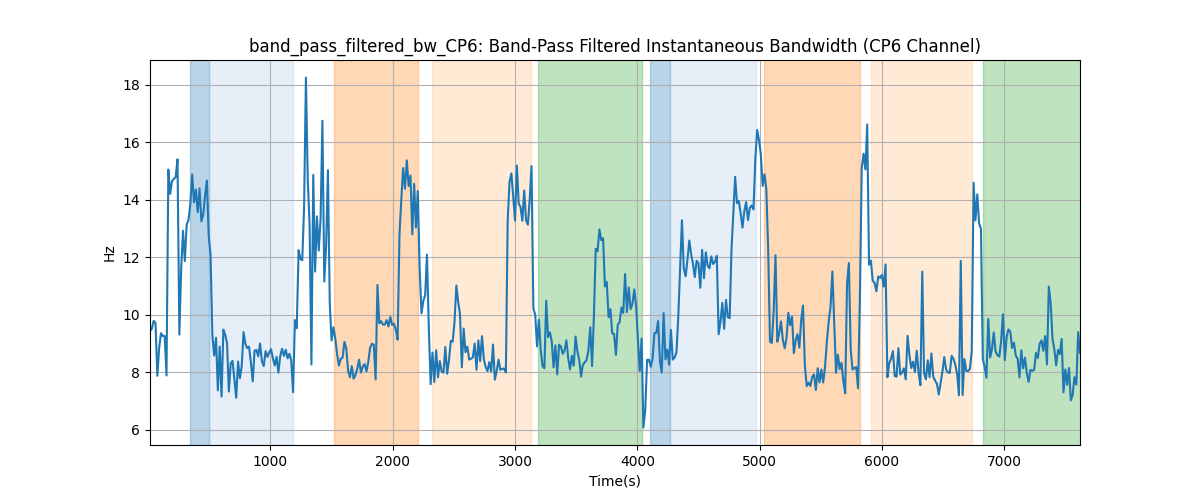 band_pass_filtered_bw_CP6: Band-Pass Filtered Instantaneous Bandwidth (CP6 Channel)
18
16
14
12
10
8
6
Hz
1000 2000 3000 4000 5000 6000 7000
Time(s)